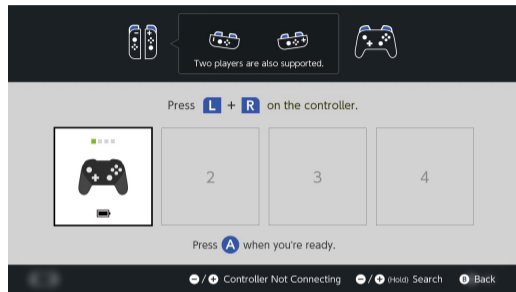 Two players are also supported.
Press L + R on the controller.
2
3
4
Press A when you're ready.
−/+ Controller Not Connecting
−/+ (Hold) Search
B Back